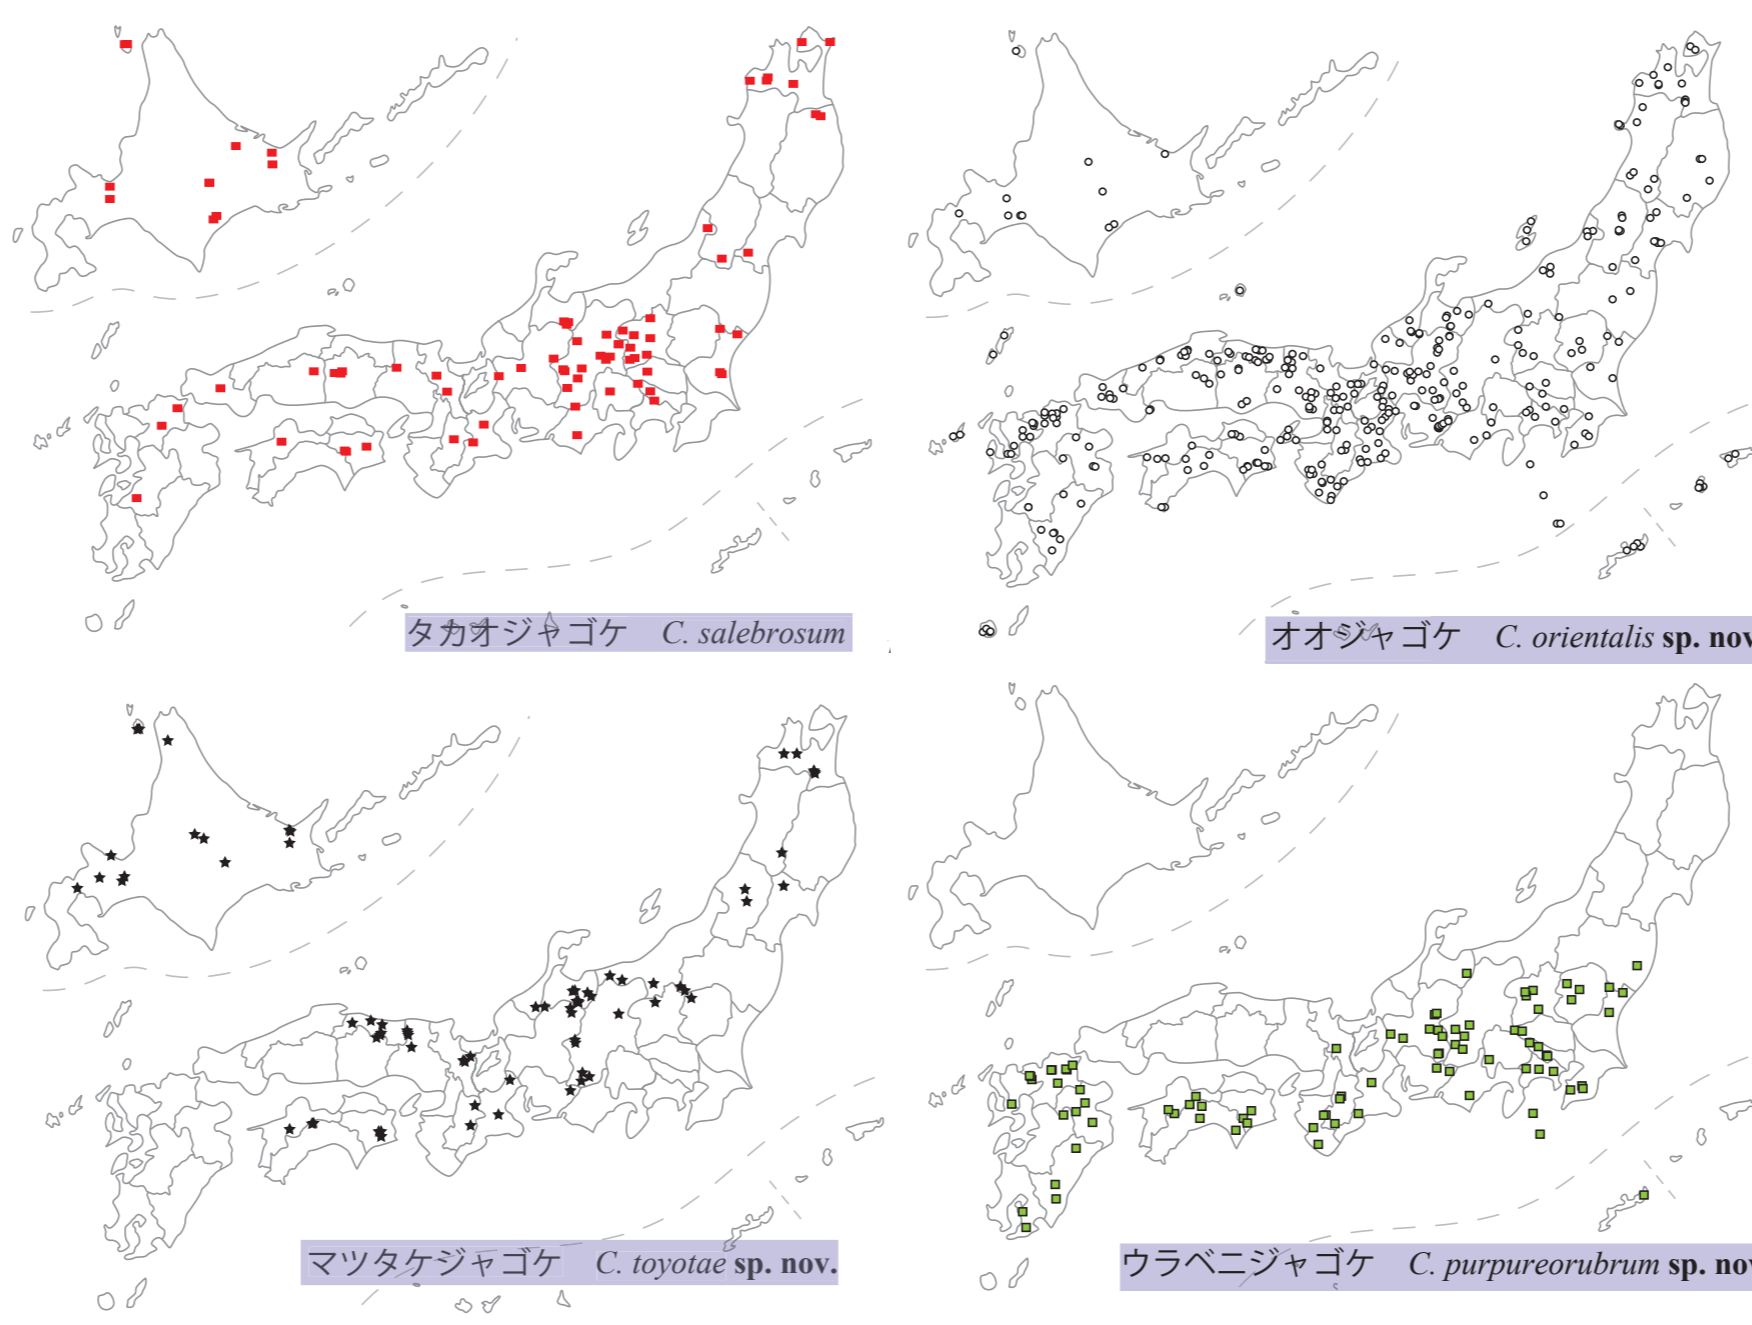 タカオジャゴケ C. salebrosum
オオジャゴケ C. orientalis sp. nov
マツタケジャゴケ C. toyotae sp. nov.
ウラベニジャゴケ C. purpureorubrum sp. nov